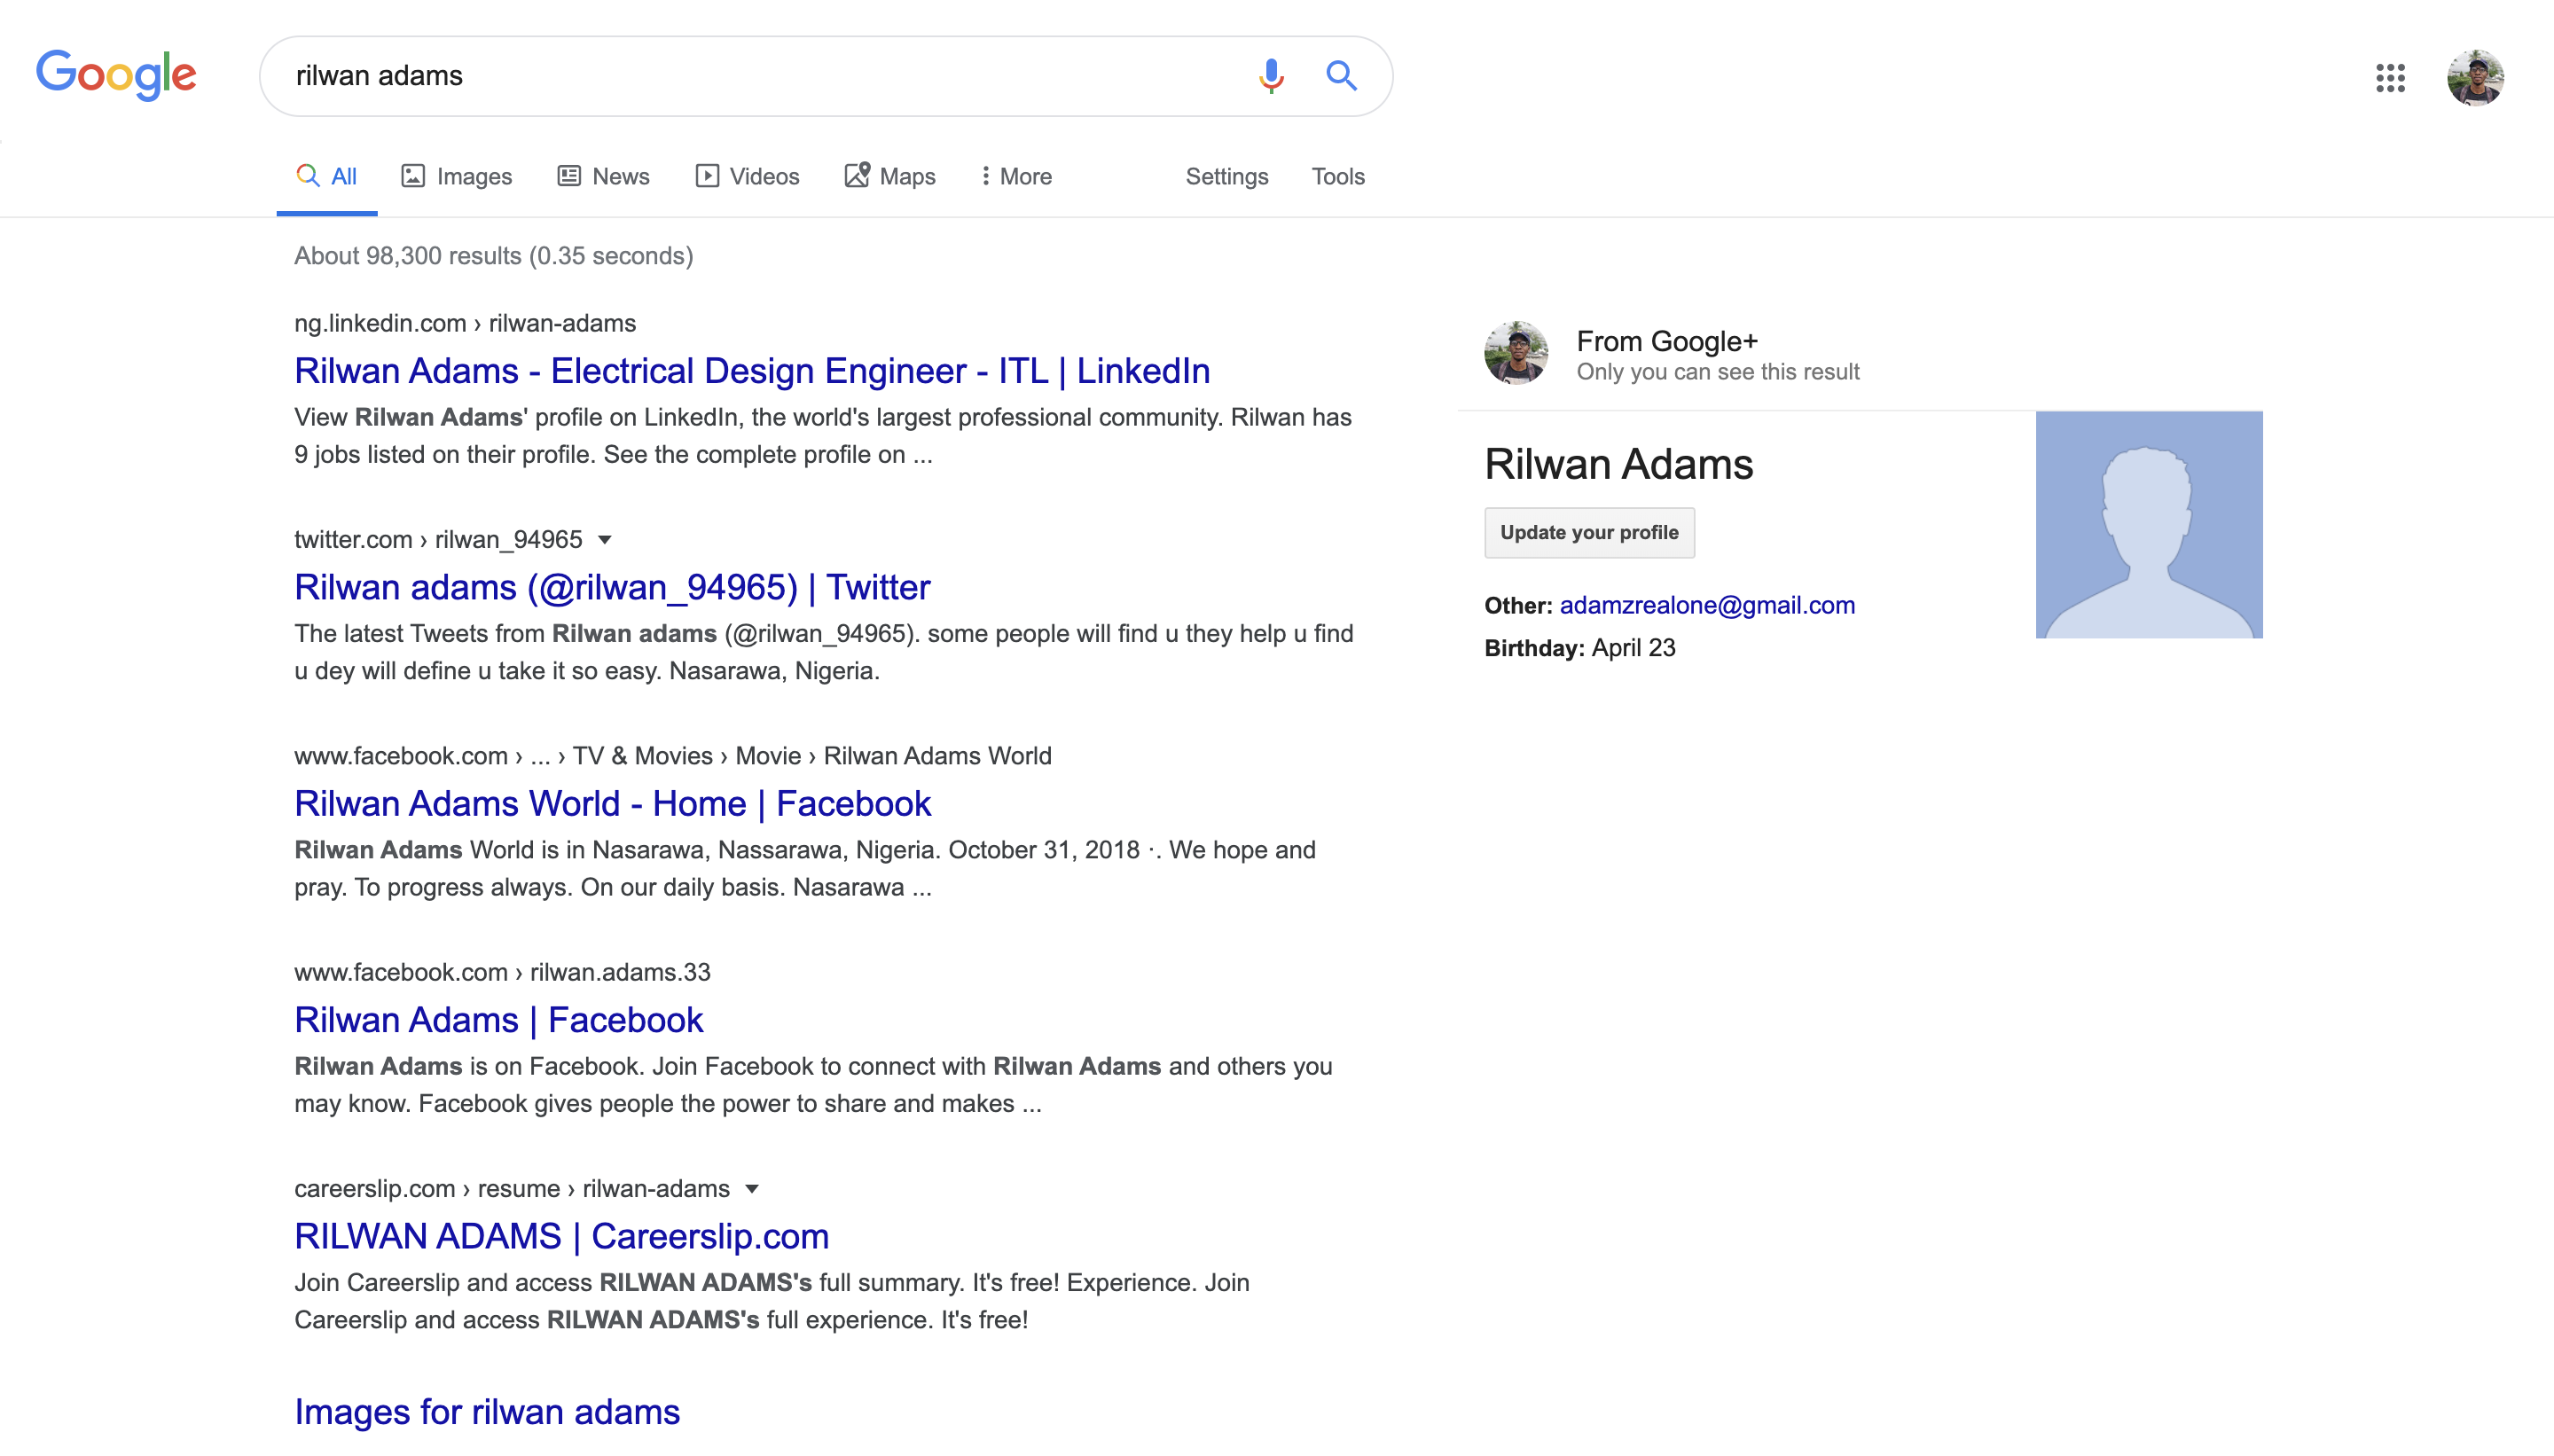 Google
rilwan adams
All Images News Videos Maps More Settings Tools
About 98,300 results (0.35 seconds)
ng.linkedin.com › rilwan-adams
Rilwan Adams - Electrical Design Engineer - ITL | LinkedIn
View Rilwan Adams' profile on LinkedIn, the world's largest professional community. Rilwan has
9 jobs listed on their profile. See the complete profile on ...
twitter.com › rilwan_94965
Rilwan adams (@rilwan_94965) | Twitter
The latest Tweets from Rilwan adams (@rilwan_94965). some people will find u they help u find
u dey will define u take it so easy. Nasarawa, Nigeria.
www.facebook.com › ... › TV & Movies › Movie › Rilwan Adams World
Rilwan Adams World - Home | Facebook
Rilwan Adams World is in Nasarawa, Nassarawa, Nigeria. October 31, 2018 ·. We hope and
pray. To progress always. On our daily basis. Nasarawa ...
www.facebook.com › rilwan.adams.33
Rilwan Adams | Facebook
Rilwan Adams is on Facebook. Join Facebook to connect with Rilwan Adams and others you
may know. Facebook gives people the power to share and makes ...
careerslip.com › resume › rilwan-adams
RILWAN ADAMS | Careerslip.com
Join Careerslip and access RILWAN ADAMS's full summary. It's free! Experience. Join
Careerslip and access RILWAN ADAMS's full experience. It's free!
Images for rilwan adams
From Google+
Only you can see this result
Rilwan Adams
Update your profile
Other: adamzrealone@gmail.com
Birthday: April 23